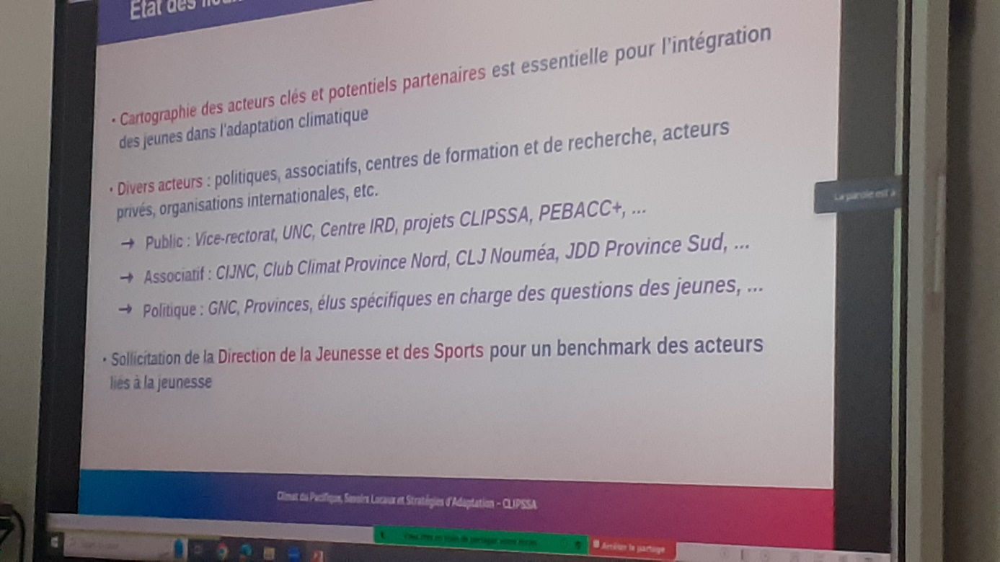 État des
• Cartographie des acteurs clés et potentiels partenaires est essentielle pour l'intégration
des jeunes dans l'adaptation climatique
• Divers acteurs : politiques, associatifs, centres de formation et de recherche, acteurs
privés, organisations internationales, etc.
→ Public : Vice-rectorat, UNC, Centre IRD, projets CLIPSSA, PEBACC+, ...
→ Associatif : CIJNC, Club Climat Province Nord, CLJ Nouméa, JDD Province Sud, ...
→ Politique : GNC, Provinces, élus spécifiques en charge des questions des jeunes, ...
• Sollicitation de la Direction de la Jeunesse et des Sports pour un benchmark des acteurs
liés à la jeunesse
La parole est à
Climat du Pacifique, Savoirs Locaux et Stratégies d'Adaptation – CLIPSSA
Arrêter le partage